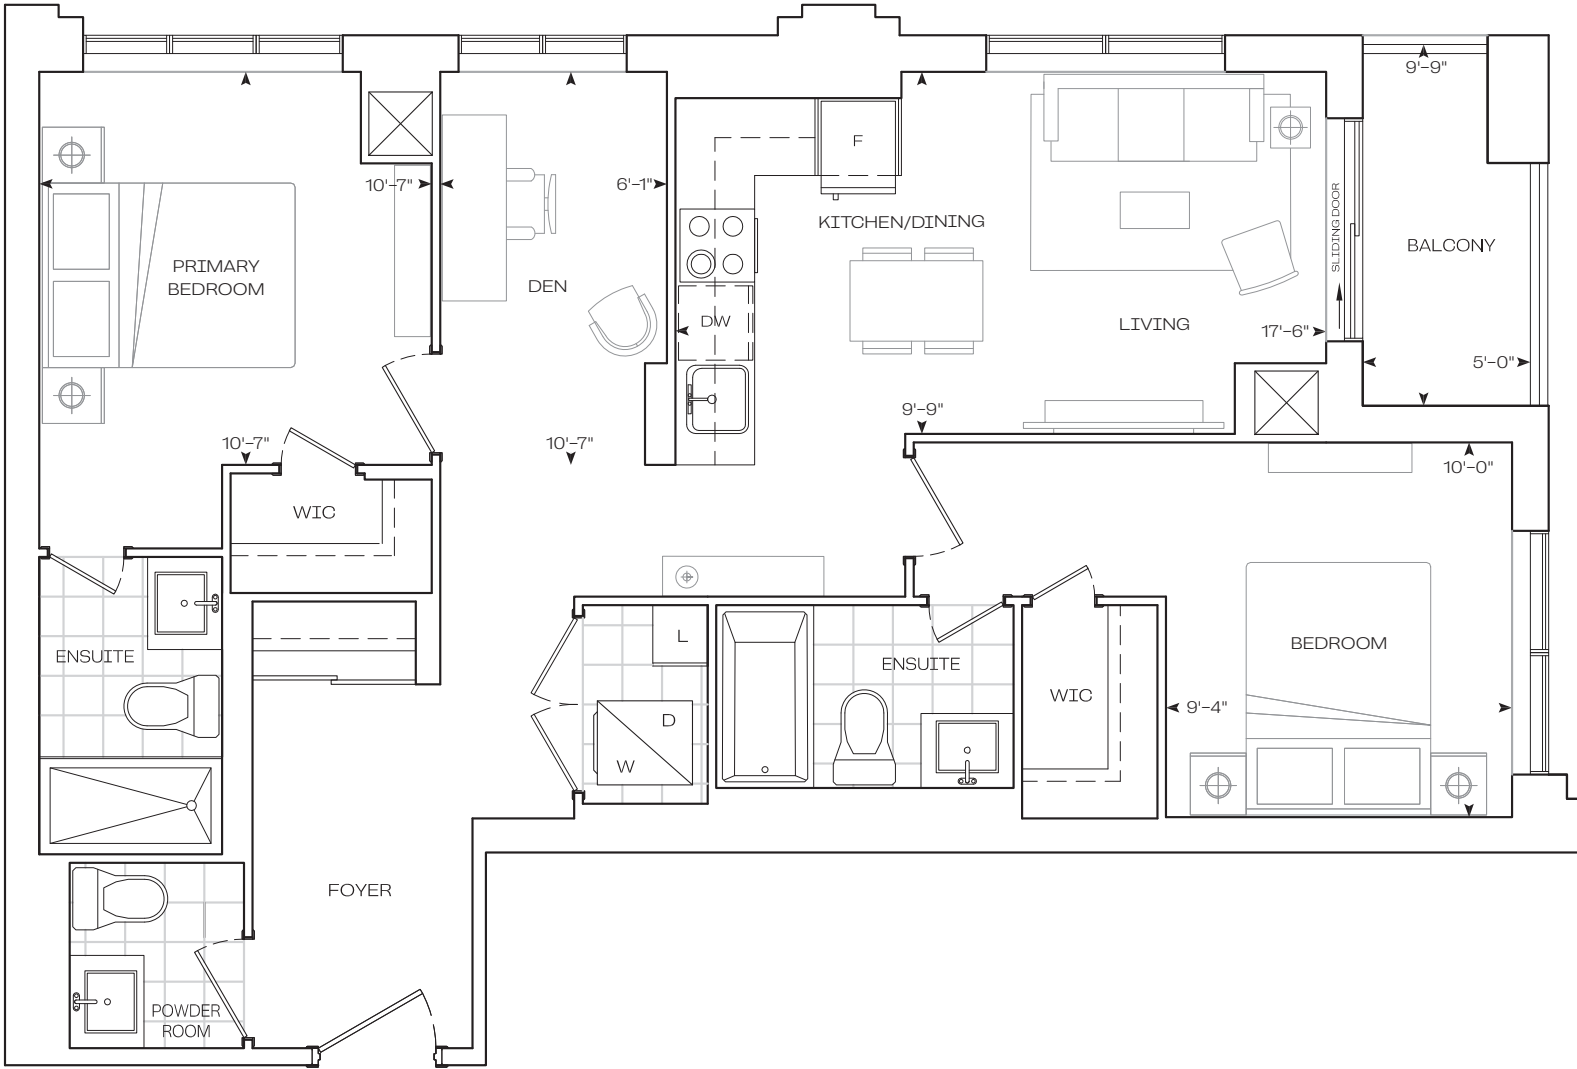 9'-9"
F
10'-7"
6'-1"
KITCHEN/DINING
SLIDING DOOR
BALCONY
PRIMARY
BEDROOM
DEN
DW
LIVING
17'-6"
5'-0"
9'-9"
10'-7"
10'-7"
10'-0"
WIC
L
ENSUITE
ENSUITE
BEDROOM
WIC
9'-4"
D
W
FOYER
POWDER
ROOM